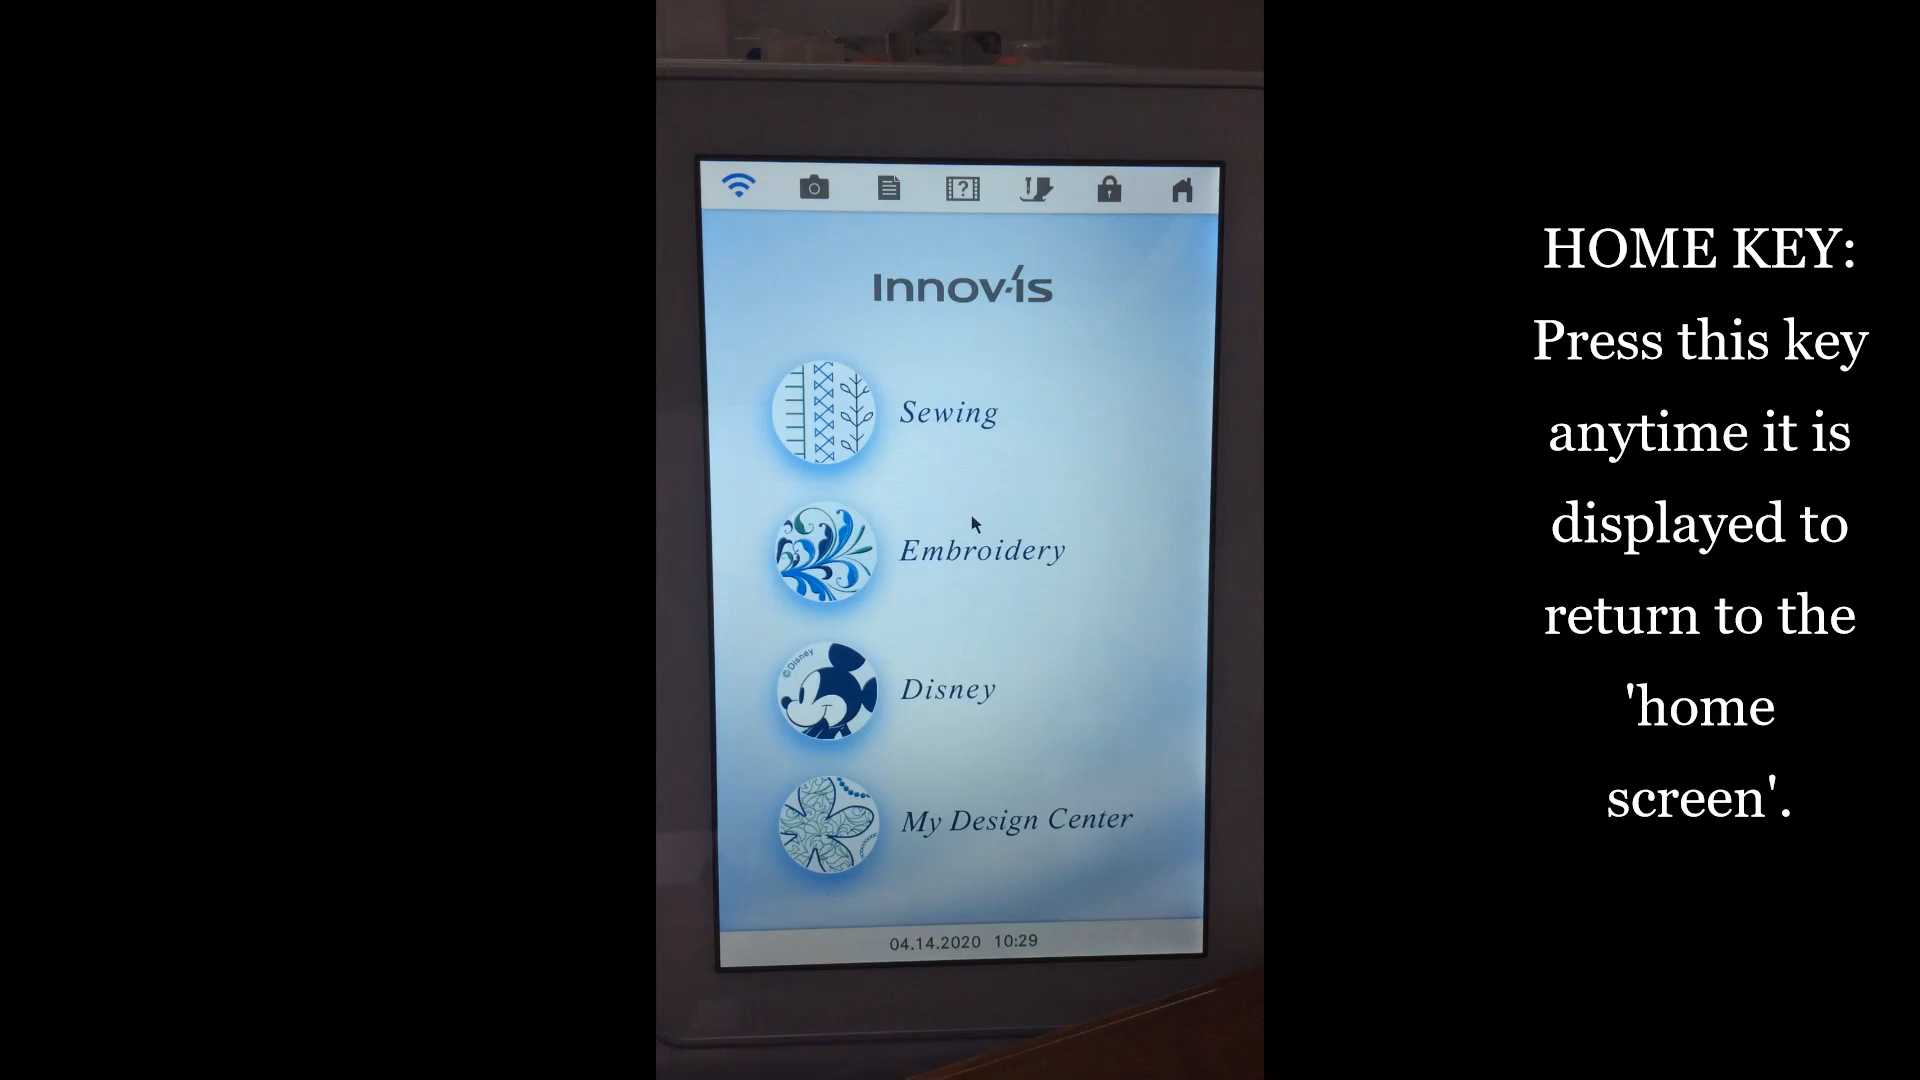 Innov-ís
Sewing
Embroidery
© Disney
Disney
My Design Center
04.14.2020 10:29
HOME KEY:
Press this key
anytime it is
displayed to
return to the
'home
screen'.